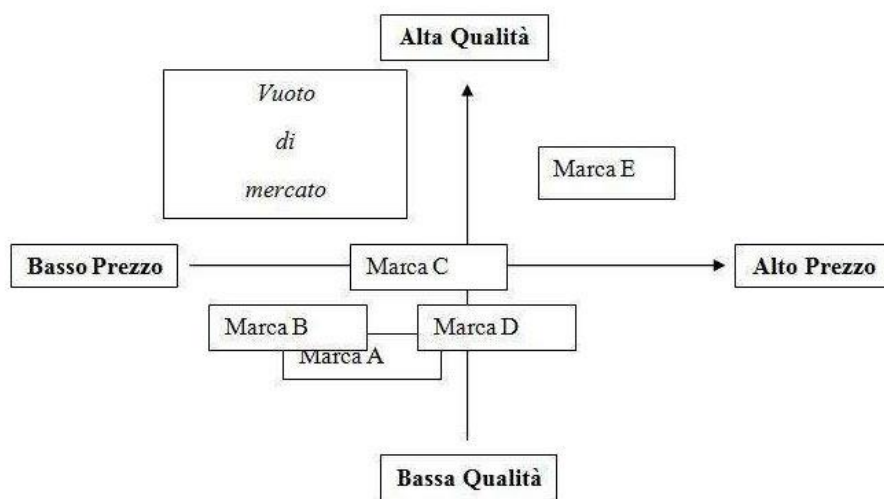 Alta Qualità
Vuoto
di
mercato
Marca E
Basso Prezzo
Marca C
Alto Prezzo
Marca B
Marca D
Marca A
Bassa Qualità